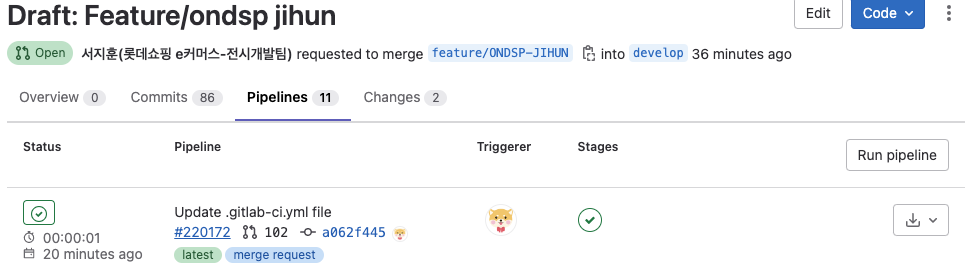 Draft: Feature/ondsp jihun
Edit
Code
Open 서지훈(롯데쇼핑 e커머스-전시개발팀) requested to merge feature/ONDSP-JIHUN into develop 36 minutes ago
Overview 0 Commits 86 Pipelines 11 Changes 2
Status Pipeline Triggerer Stages
Run pipeline
Update .gitlab-ci.yml file
#220172 102 a062f445
00:00:01
20 minutes ago
latest merge request